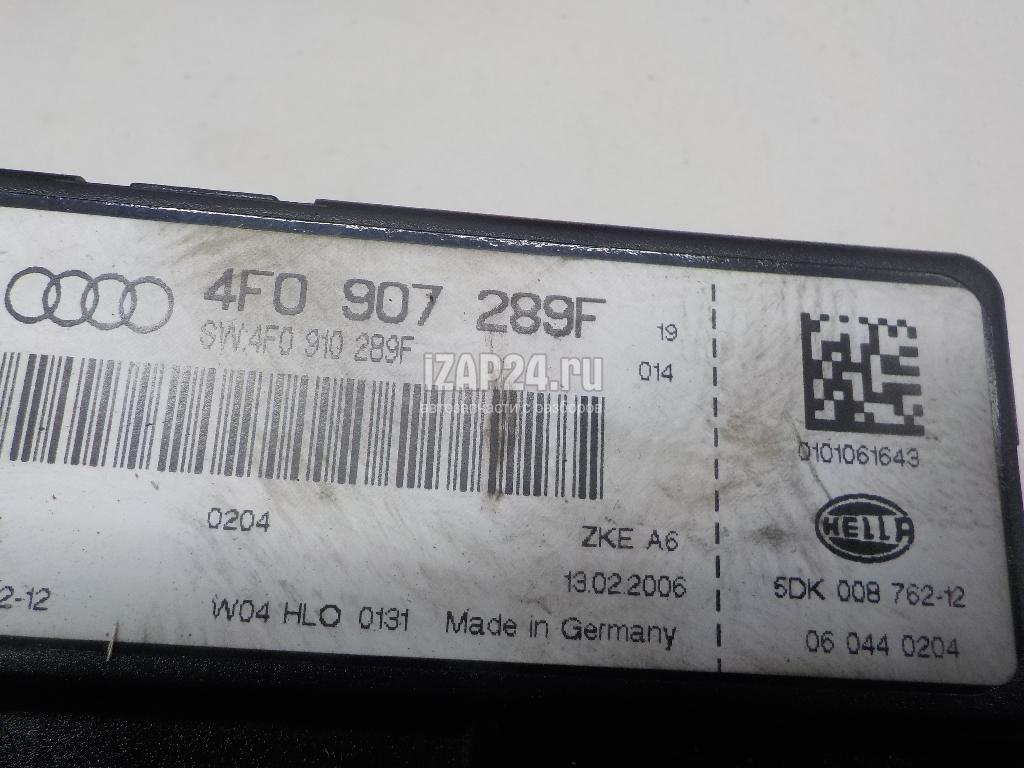 4F0 907 289F
SW.4F0 910 289F
19
014
iZAP24.ru
автозапчасти с разборов
0101061643
0204
ZKE A6
HELLA
13.02.2006
5DK 008 762-12
2-12
W04 HLO 0131
Made in Germany
06 044 0204